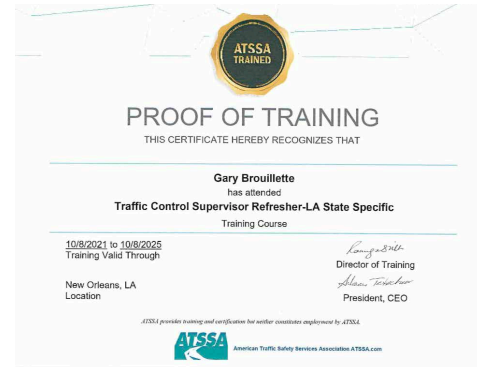 ATSSA
TRAINED
PROOF OF TRAINING
THIS CERTIFICATE HEREBY RECOGNIZES THAT
Gary Brouillette
has attended
Traffic Control Supervisor Refresher-LA State Specific
Training Course
10/8/2021 to 10/8/2025
Training Valid Through
Director of Training
New Orleans, LA
Location
President, CEO
ATSSA provides training and certification but neither constitutes employment by ATSSA.
ATSSA
American Traffic Safety Services Association ATSSA.com